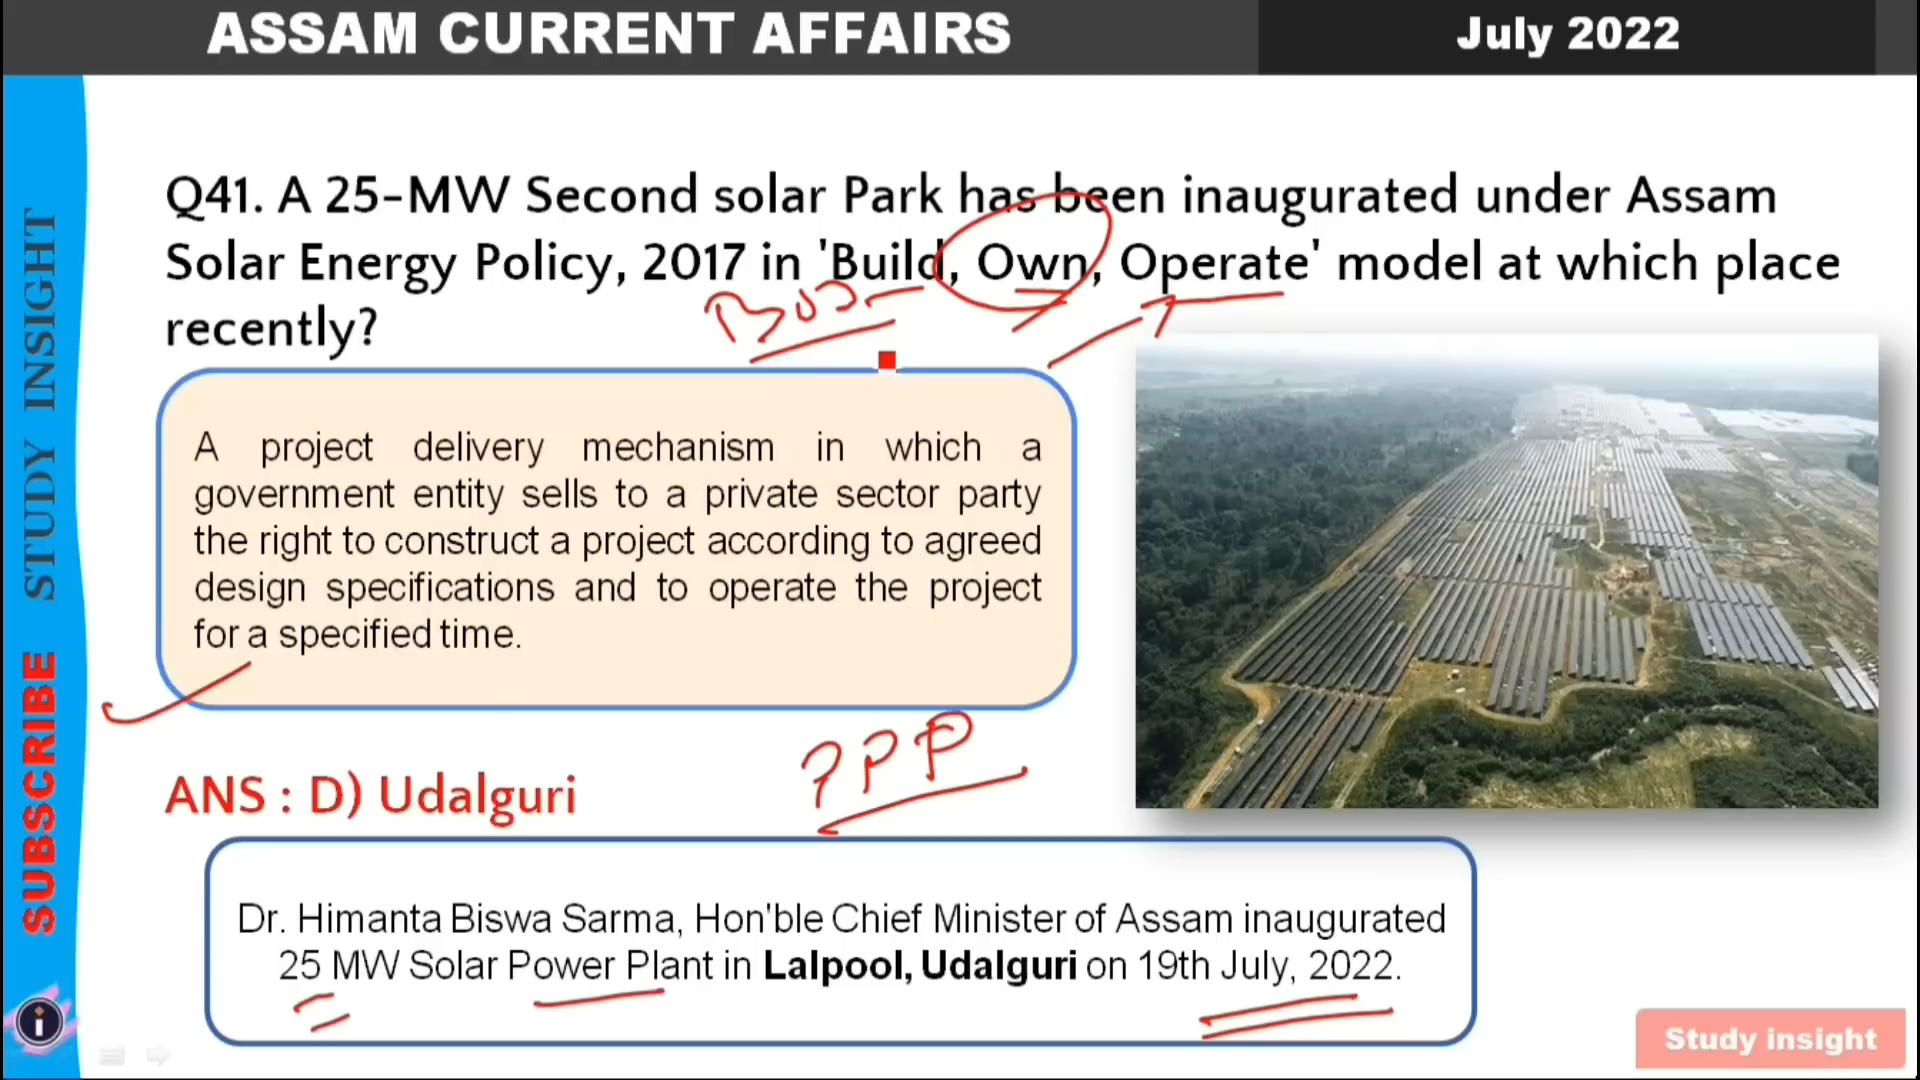 ASSAM CURRENT AFFAIRS
July 2022
SUBSCRIBE STUDY INSIGHT
Q41. A 25-MW Second solar Park has been inaugurated under Assam
Solar Energy Policy, 2017 in 'Build, Own, Operate' model at which place
recently?
A project delivery mechanism in which a
government entity sells to a private sector party
the right to construct a project according to agreed
design specifications and to operate the project
for a specified time.
PPP
ANS : D) Udalguri
Dr. Himanta Biswa Sarma, Hon'ble Chief Minister of Assam inaugurated
25 MW Solar Power Plant in Lalpool, Udalguri on 19th July, 2022.
i
Study insight